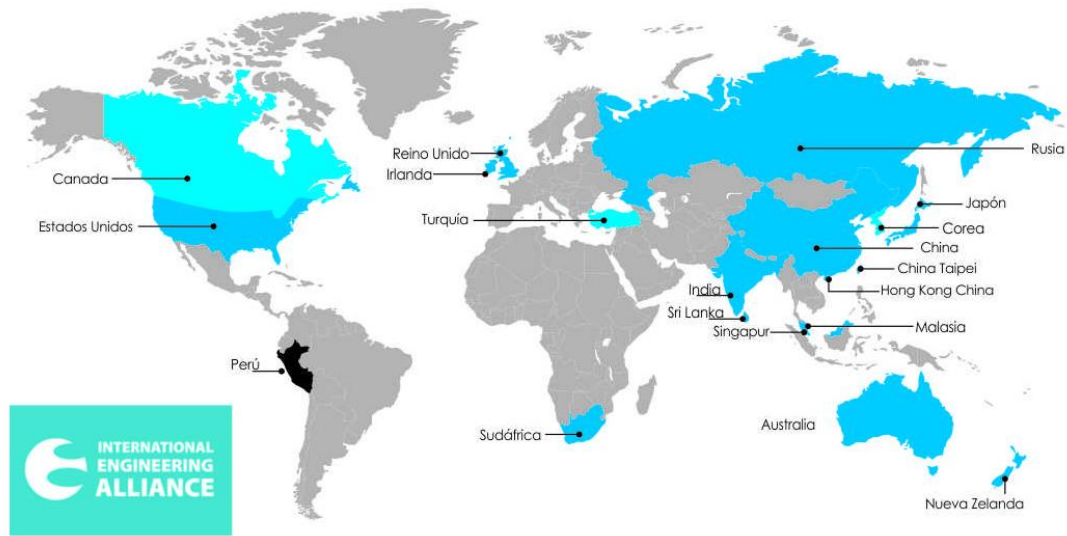 Reino Unido
Rusia
Irlanda
Canada
Japón
Turquía
Estados Unidos
Corea
China
China Taipei
India
Hong Kong China
Sri Lanka
Singapur
Malasia
Perú
Sudáfrica
Australia
INTERNATIONAL
ENGINEERING
ALLIANCE
Nueva Zelanda